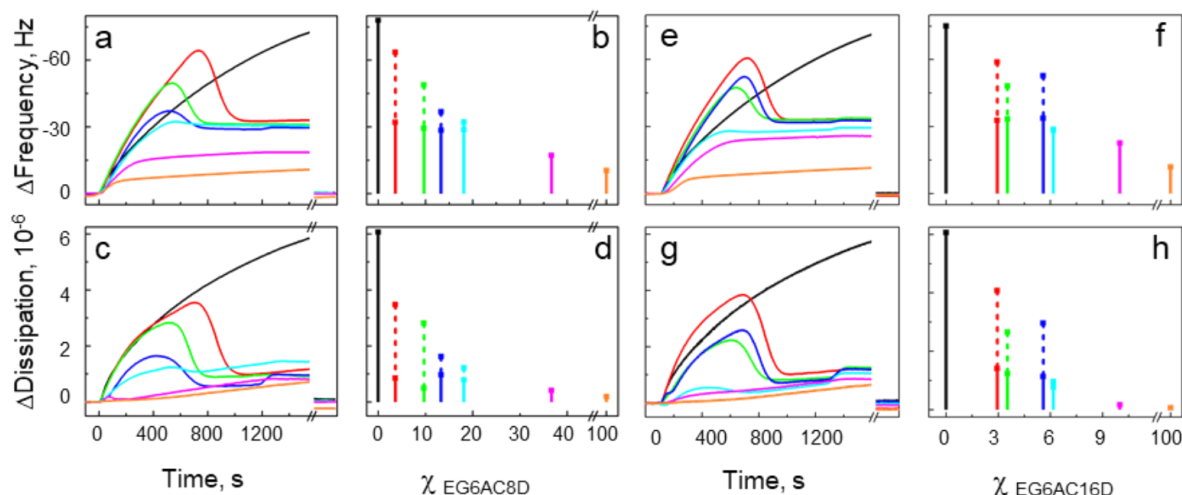 a
b
e
f
ΔFrequency, Hz
-60
-30
0
c
d
g
h
ΔDissipation, 10-6
6
4
2
0
0 400 800 1200
0 10 20 30 40 100
0 400 800 1200
0 3 6 9 100
Time, s
χ EG6AC8D
Time, s
χ EG6AC16D